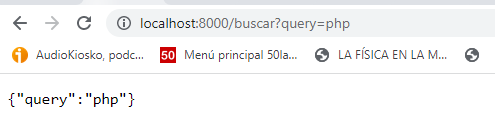 localhost:8000/buscar?query=php
AudioKiosko, podc... 50 Menú principal 50la... LA FÍSICA EN LA M...
{"query":"php"}